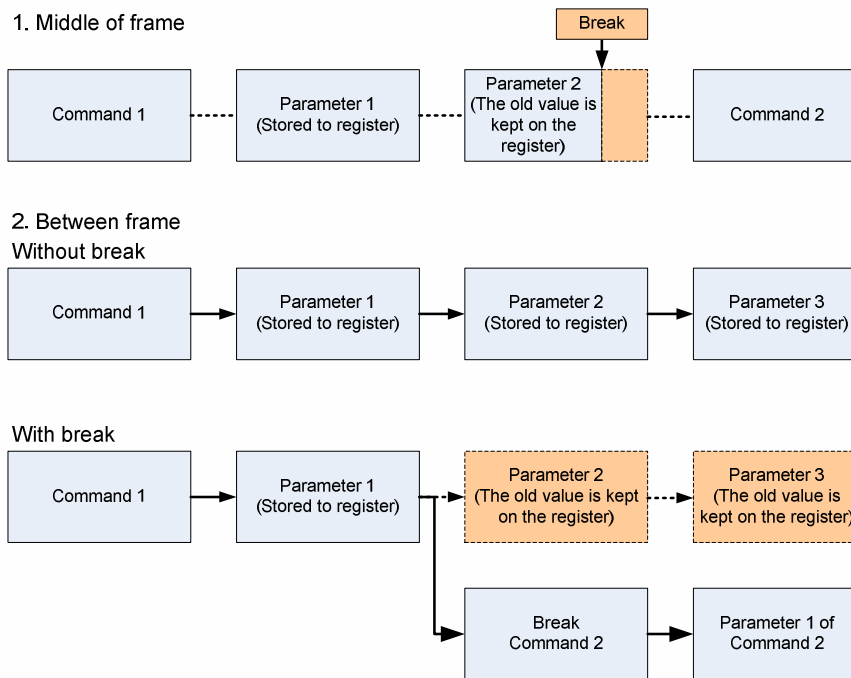 1. Middle of frame
Break
Command 1
Parameter 1
(Stored to register)
Parameter 2
(The old value is
kept on the
register)
Command 2
2. Between frame
Without break
Command 1
Parameter 1
(Stored to register)
Parameter 2
(Stored to register)
Parameter 3
(Stored to register)
With break
Command 1
Parameter 1
(Stored to register)
Parameter 2
(The old value is kept
on the register)
Parameter 3
(The old value is
kept on the register)
Break
Command 2
Parameter 1 of
Command 2